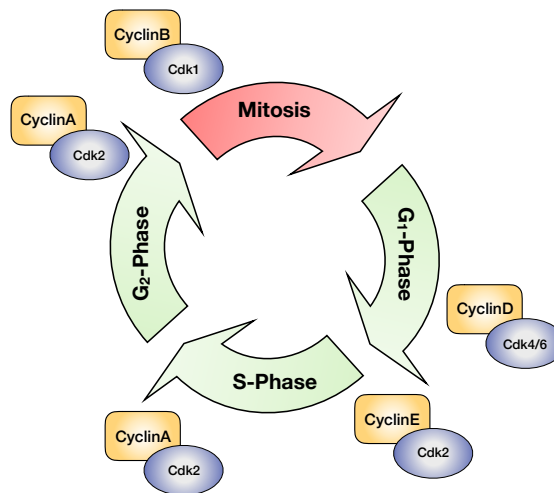 CyclinB
Cdk1
Mitosis
CyclinA
Cdk2
G₁-Phase
G₂-Phase
CyclinD
Cdk4/6
S-Phase
CyclinE
Cdk2
CyclinA
Cdk2